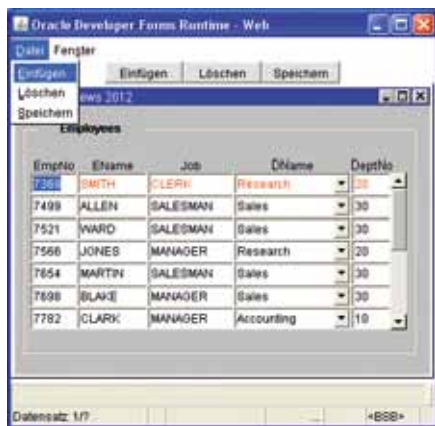 Oracle Developer Forms Runtime - Web
Datei Fenster
Einfügen Einfügen Löschen Speichern
Löschen ews 2012
Speichern
Employees
EmpNo EName Job DName DeptNo
7369 SMITH CLERK Research 20
7499 ALLEN SALESMAN Sales 30
7521 WARD SALESMAN Sales 30
7566 JONES MANAGER Research 20
7654 MARTIN SALESMAN Sales 30
7698 BLAKE MANAGER Sales 30
7782 CLARK MANAGER Accounting 10
Datensatz 1/? ... <BSB>